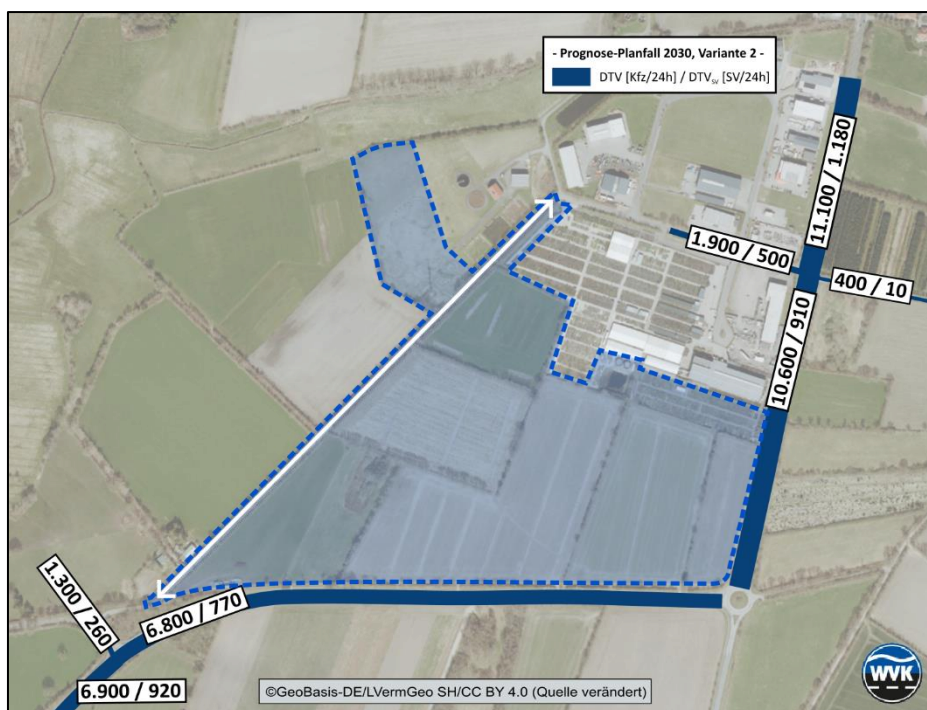 - Prognose-Planfall 2030, Variante 2 -
DTV [Kfz/24h] / DTVSV [SV/24h]
11.100 / 1.180
1.900 / 500
400 / 10
10.600 / 910
1.300 / 260
6.800 / 770
6.900 / 920
©GeoBasis-DE/LVermGeo SH/CC BY 4.0 (Quelle verändert)
WVK